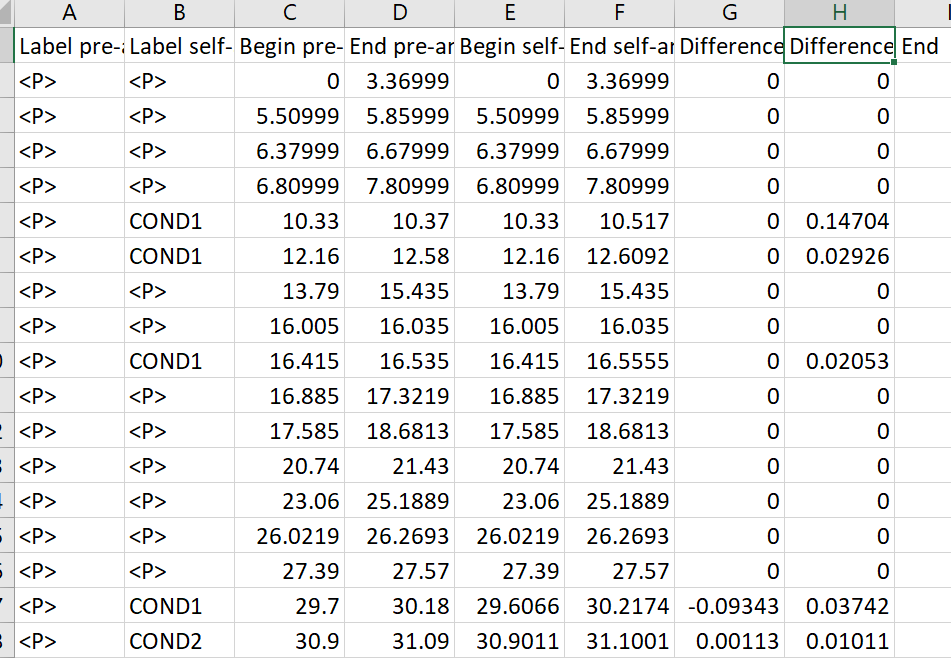 A B C D E F G H
Label pre-a Label self- Begin pre- End pre-ar Begin self- End self-ar Difference Difference End
<P> <P> 0 3.36999 0 3.36999 0 0
<P> <P> 5.50999 5.85999 5.50999 5.85999 0 0
<P> <P> 6.37999 6.67999 6.37999 6.67999 0 0
<P> <P> 6.80999 7.80999 6.80999 7.80999 0 0
<P> COND1 10.33 10.37 10.33 10.517 0 0.14704
<P> COND1 12.16 12.58 12.16 12.6092 0 0.02926
<P> <P> 13.79 15.435 13.79 15.435 0 0
<P> <P> 16.005 16.035 16.005 16.035 0 0
<P> COND1 16.415 16.535 16.415 16.5555 0 0.02053
<P> <P> 16.885 17.3219 16.885 17.3219 0 0
<P> <P> 17.585 18.6813 17.585 18.6813 0 0
<P> <P> 20.74 21.43 20.74 21.43 0 0
<P> <P> 23.06 25.1889 23.06 25.1889 0 0
<P> <P> 26.0219 26.2693 26.0219 26.2693 0 0
<P> <P> 27.39 27.57 27.39 27.57 0 0
<P> COND1 29.7 30.18 29.6066 30.2174 -0.09343 0.03742
<P> COND2 30.9 31.09 30.9011 31.1001 0.00113 0.01011